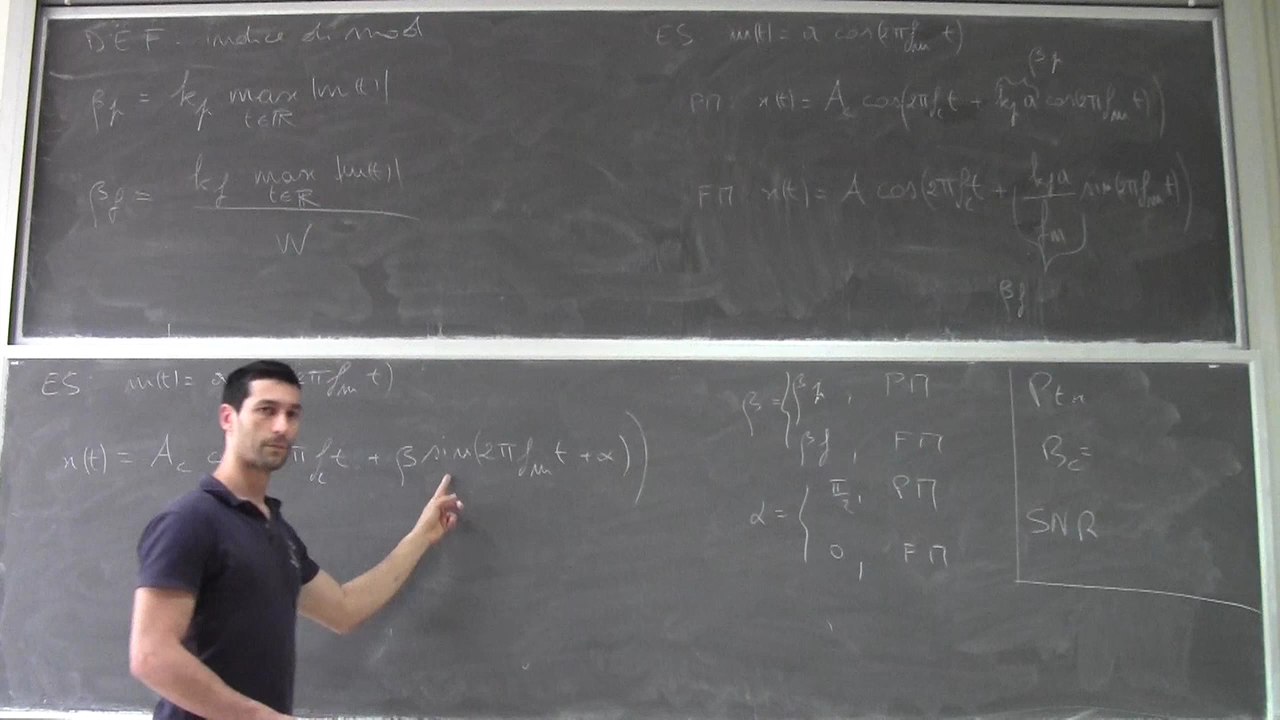 DEF. indice di mod
β_p = k_p max |m(t)|
t∈ℝ
β_f = k_f max |m(t)|
t∈ℝ
W
ES m(t) = a cos(2πf_m t)
β_p
PM: x(t) = A_c cos(2πf_c t + k_p a cos(2πf_m t))
FM: x(t) = A cos(2πf_c t + k_f a / f_m sin(2πf_m t))
β_f
ES: m(t) = a 2πf_m t)
x(t) = A_c c πf_c t + β sin(2πf_m t + α))
β = { β_p , PM
β_f , FM
α = { π/2, PM
0, FM
P_tx
B_c =
SNR